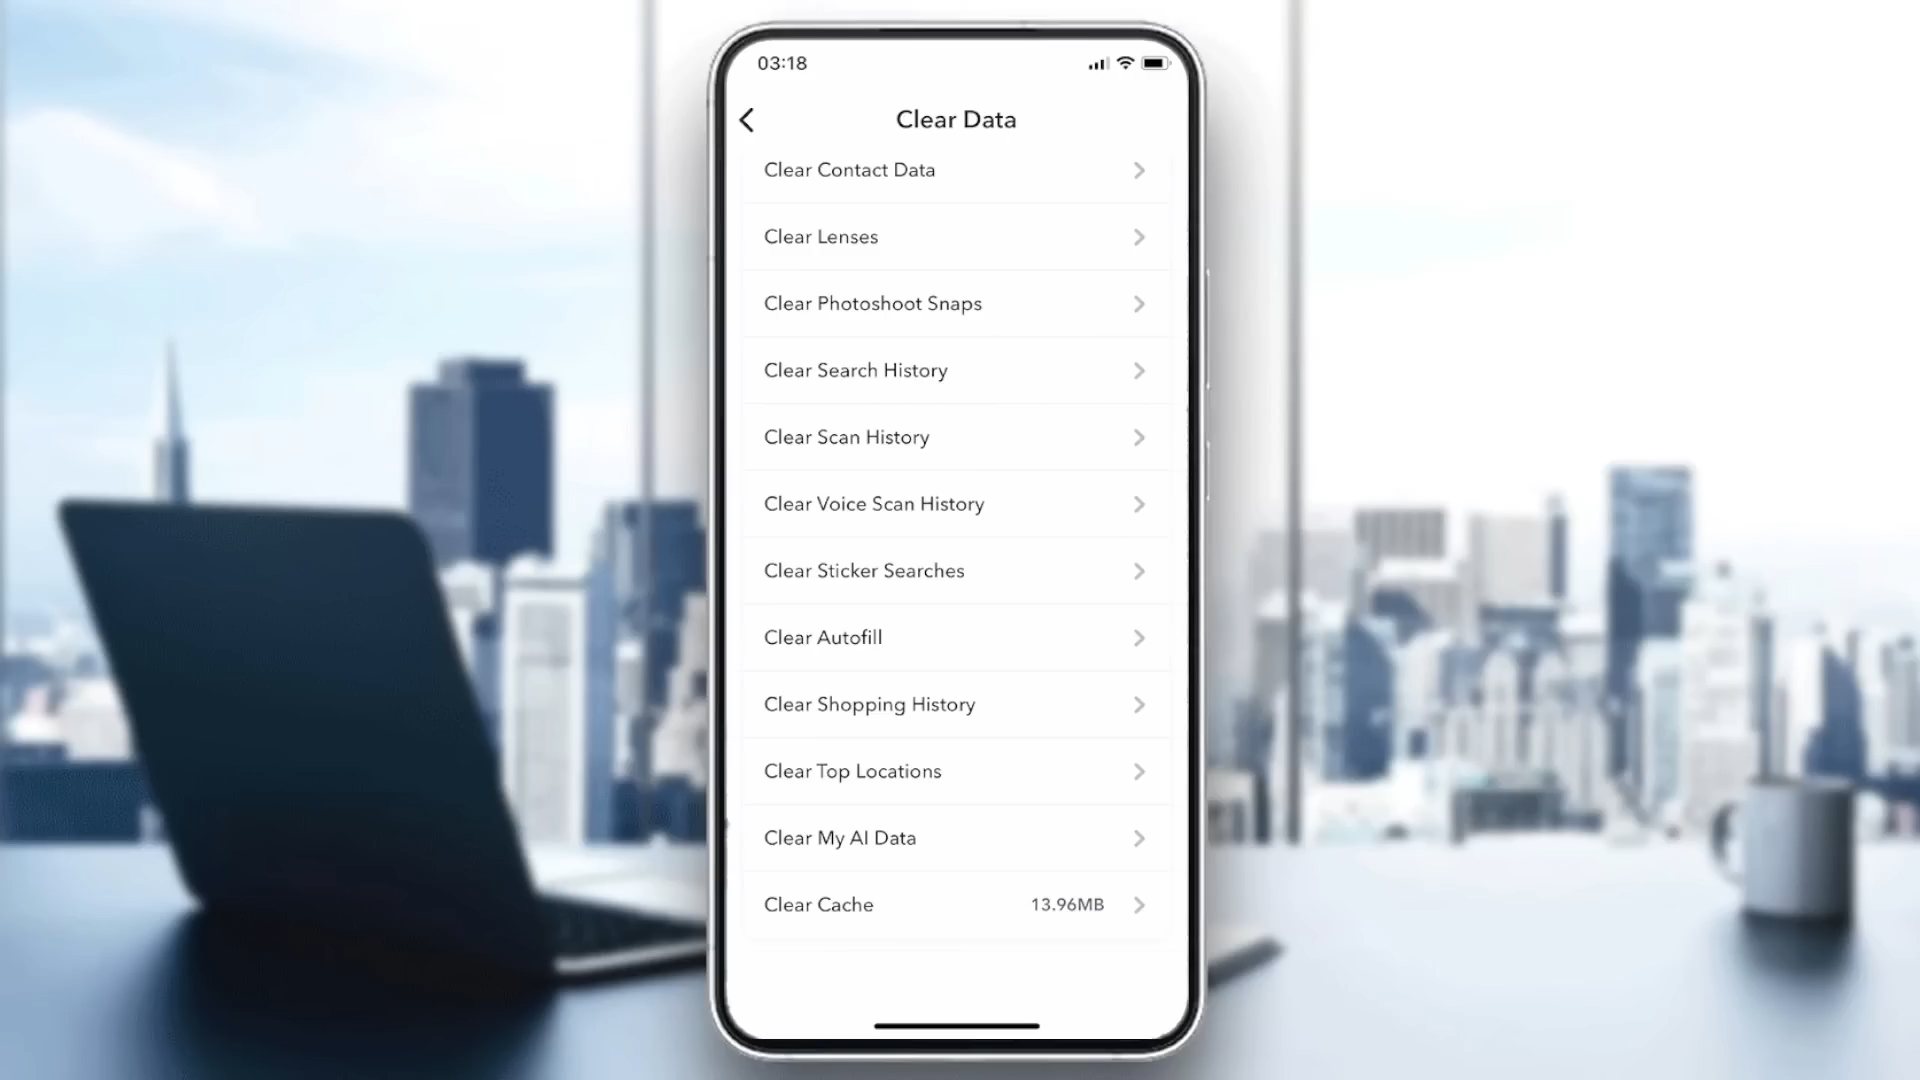 03:18
Clear Data
Clear Contact Data
Clear Lenses
Clear Photoshoot Snaps
Clear Search History
Clear Scan History
Clear Voice Scan History
Clear Sticker Searches
Clear Autofill
Clear Shopping History
Clear Top Locations
Clear My AI Data
Clear Cache 13.96MB